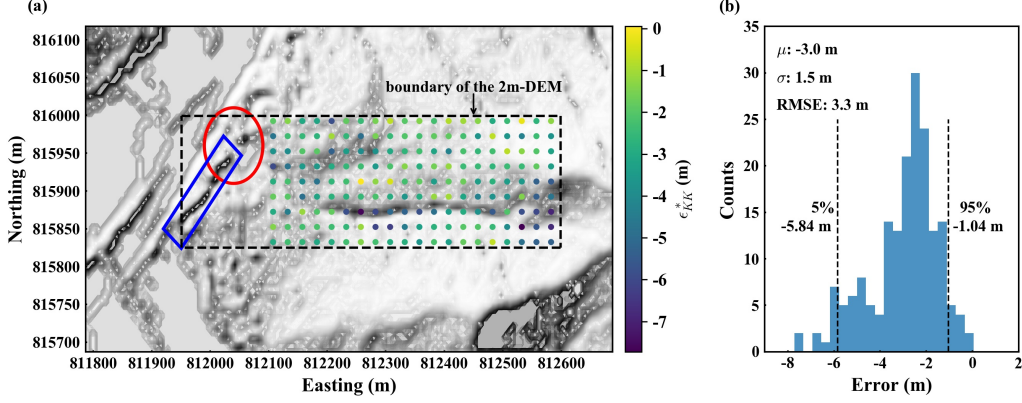 (a)
816100
816050
816000
815950
815900
815850
815800
815750
815700
Northing (m)
boundary of the 2m-DEM
811800 811900 812000 812100 812200 812300 812400 812500 812600
Easting (m)
0
-1
-2
-3
-4
-5
-6
-7
ϵ*KK (m)
(b)
35
30
25
20
15
10
5
0
Counts
μ: -3.0 m
σ: 1.5 m
RMSE: 3.3 m
5%
-5.84 m
95%
-1.04 m
-8 -6 -4 -2 0 2
Error (m)